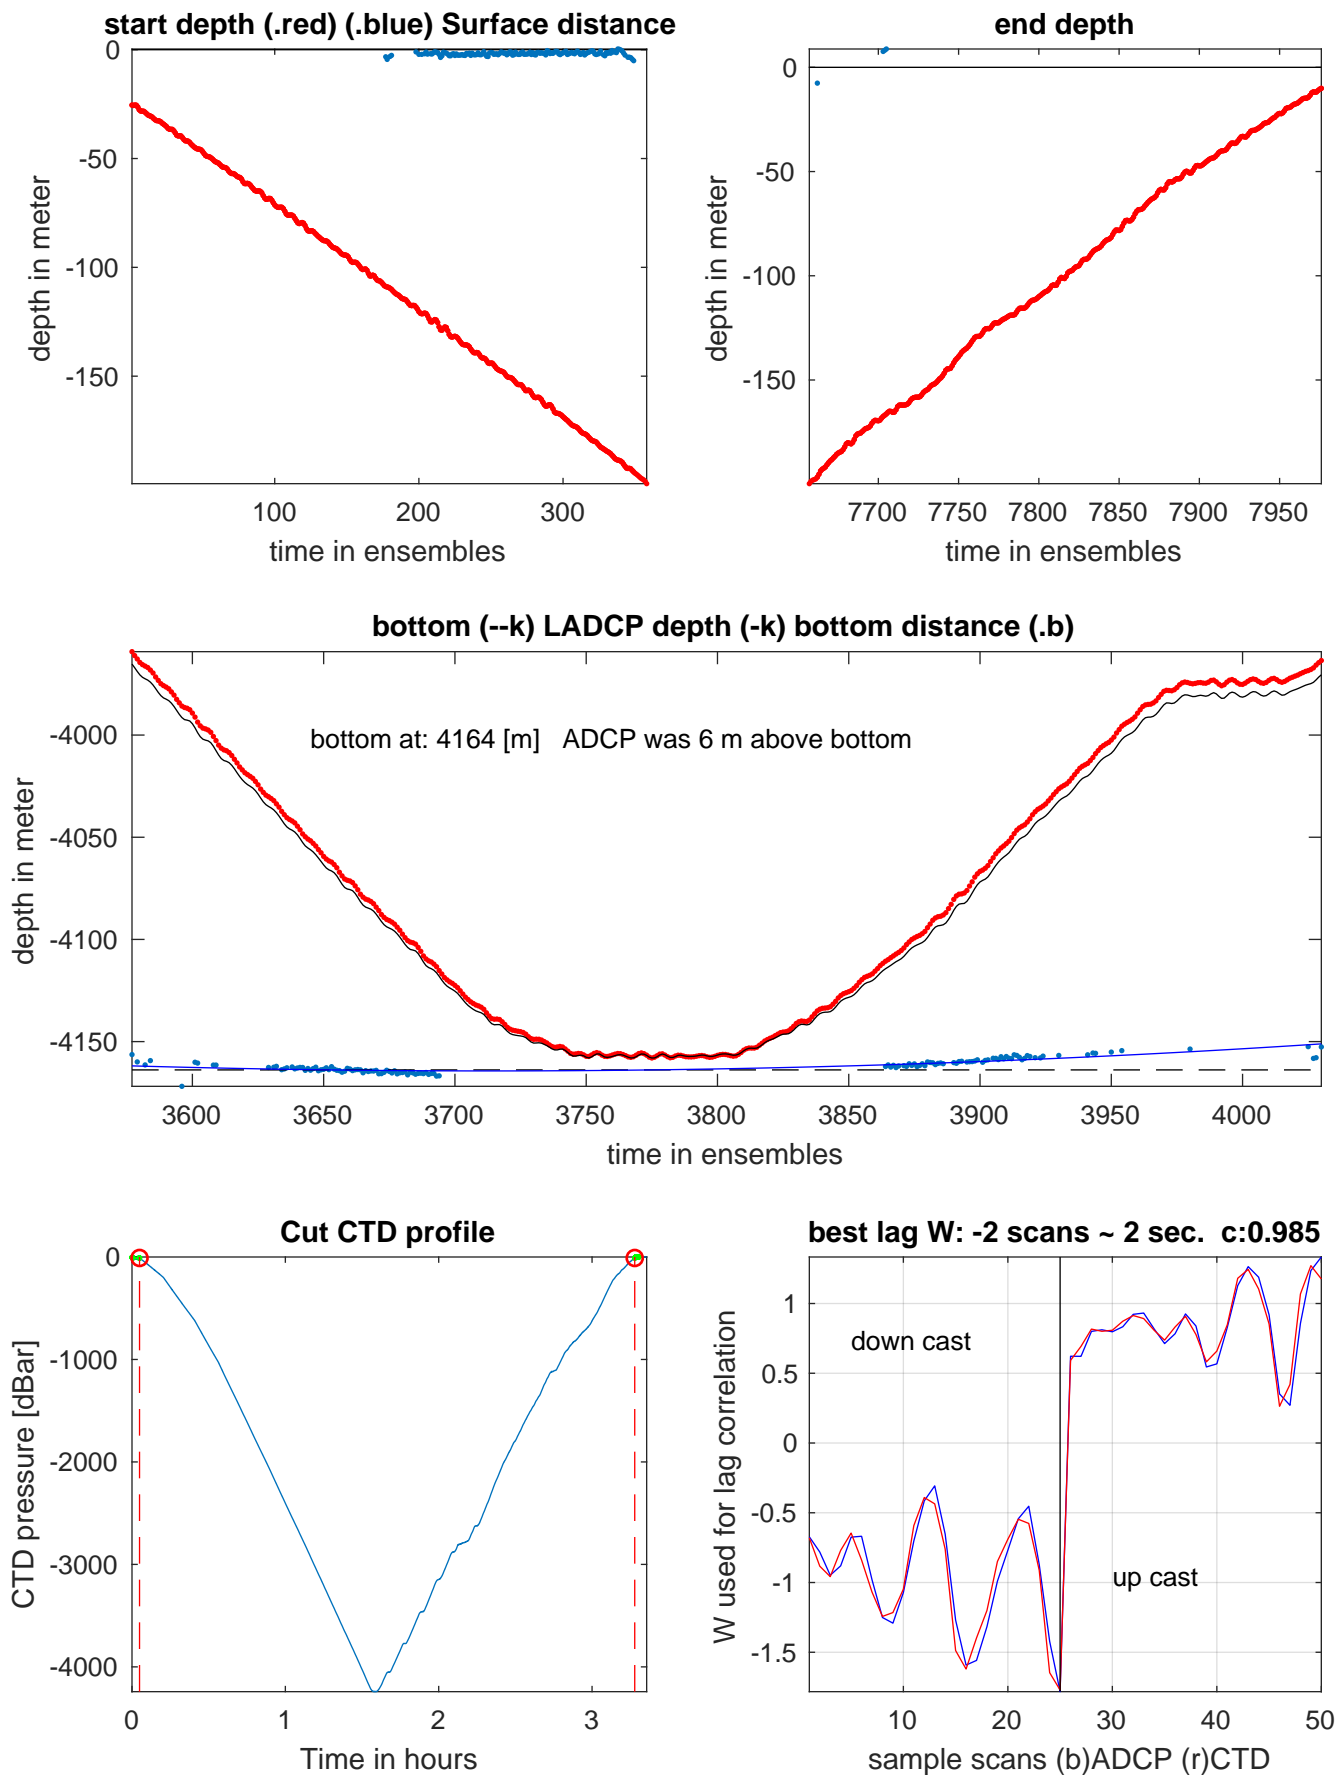 start depth (.red) (.blue) Surface distance
0
-50
-100
-150
depth in meter
100 200 300
time in ensembles
end depth
0
-50
-100
-150
depth in meter
7700 7750 7800 7850 7900 7950
time in ensembles
bottom (--k) LADCP depth (-k) bottom distance (.b)
bottom at: 4164 [m] ADCP was 6 m above bottom
-4000
-4050
-4100
-4150
depth in meter
3600 3650 3700 3750 3800 3850 3900 3950 4000
time in ensembles
Cut CTD profile
0
-1000
-2000
-3000
-4000
CTD pressure [dBar]
0 1 2 3
Time in hours
best lag W: -2 scans ~ 2 sec. c:0.985
1
0.5
0
-0.5
-1
-1.5
W used for lag correlation
down cast
up cast
10 20 30 40 50
sample scans (b)ADCP (r)CTD